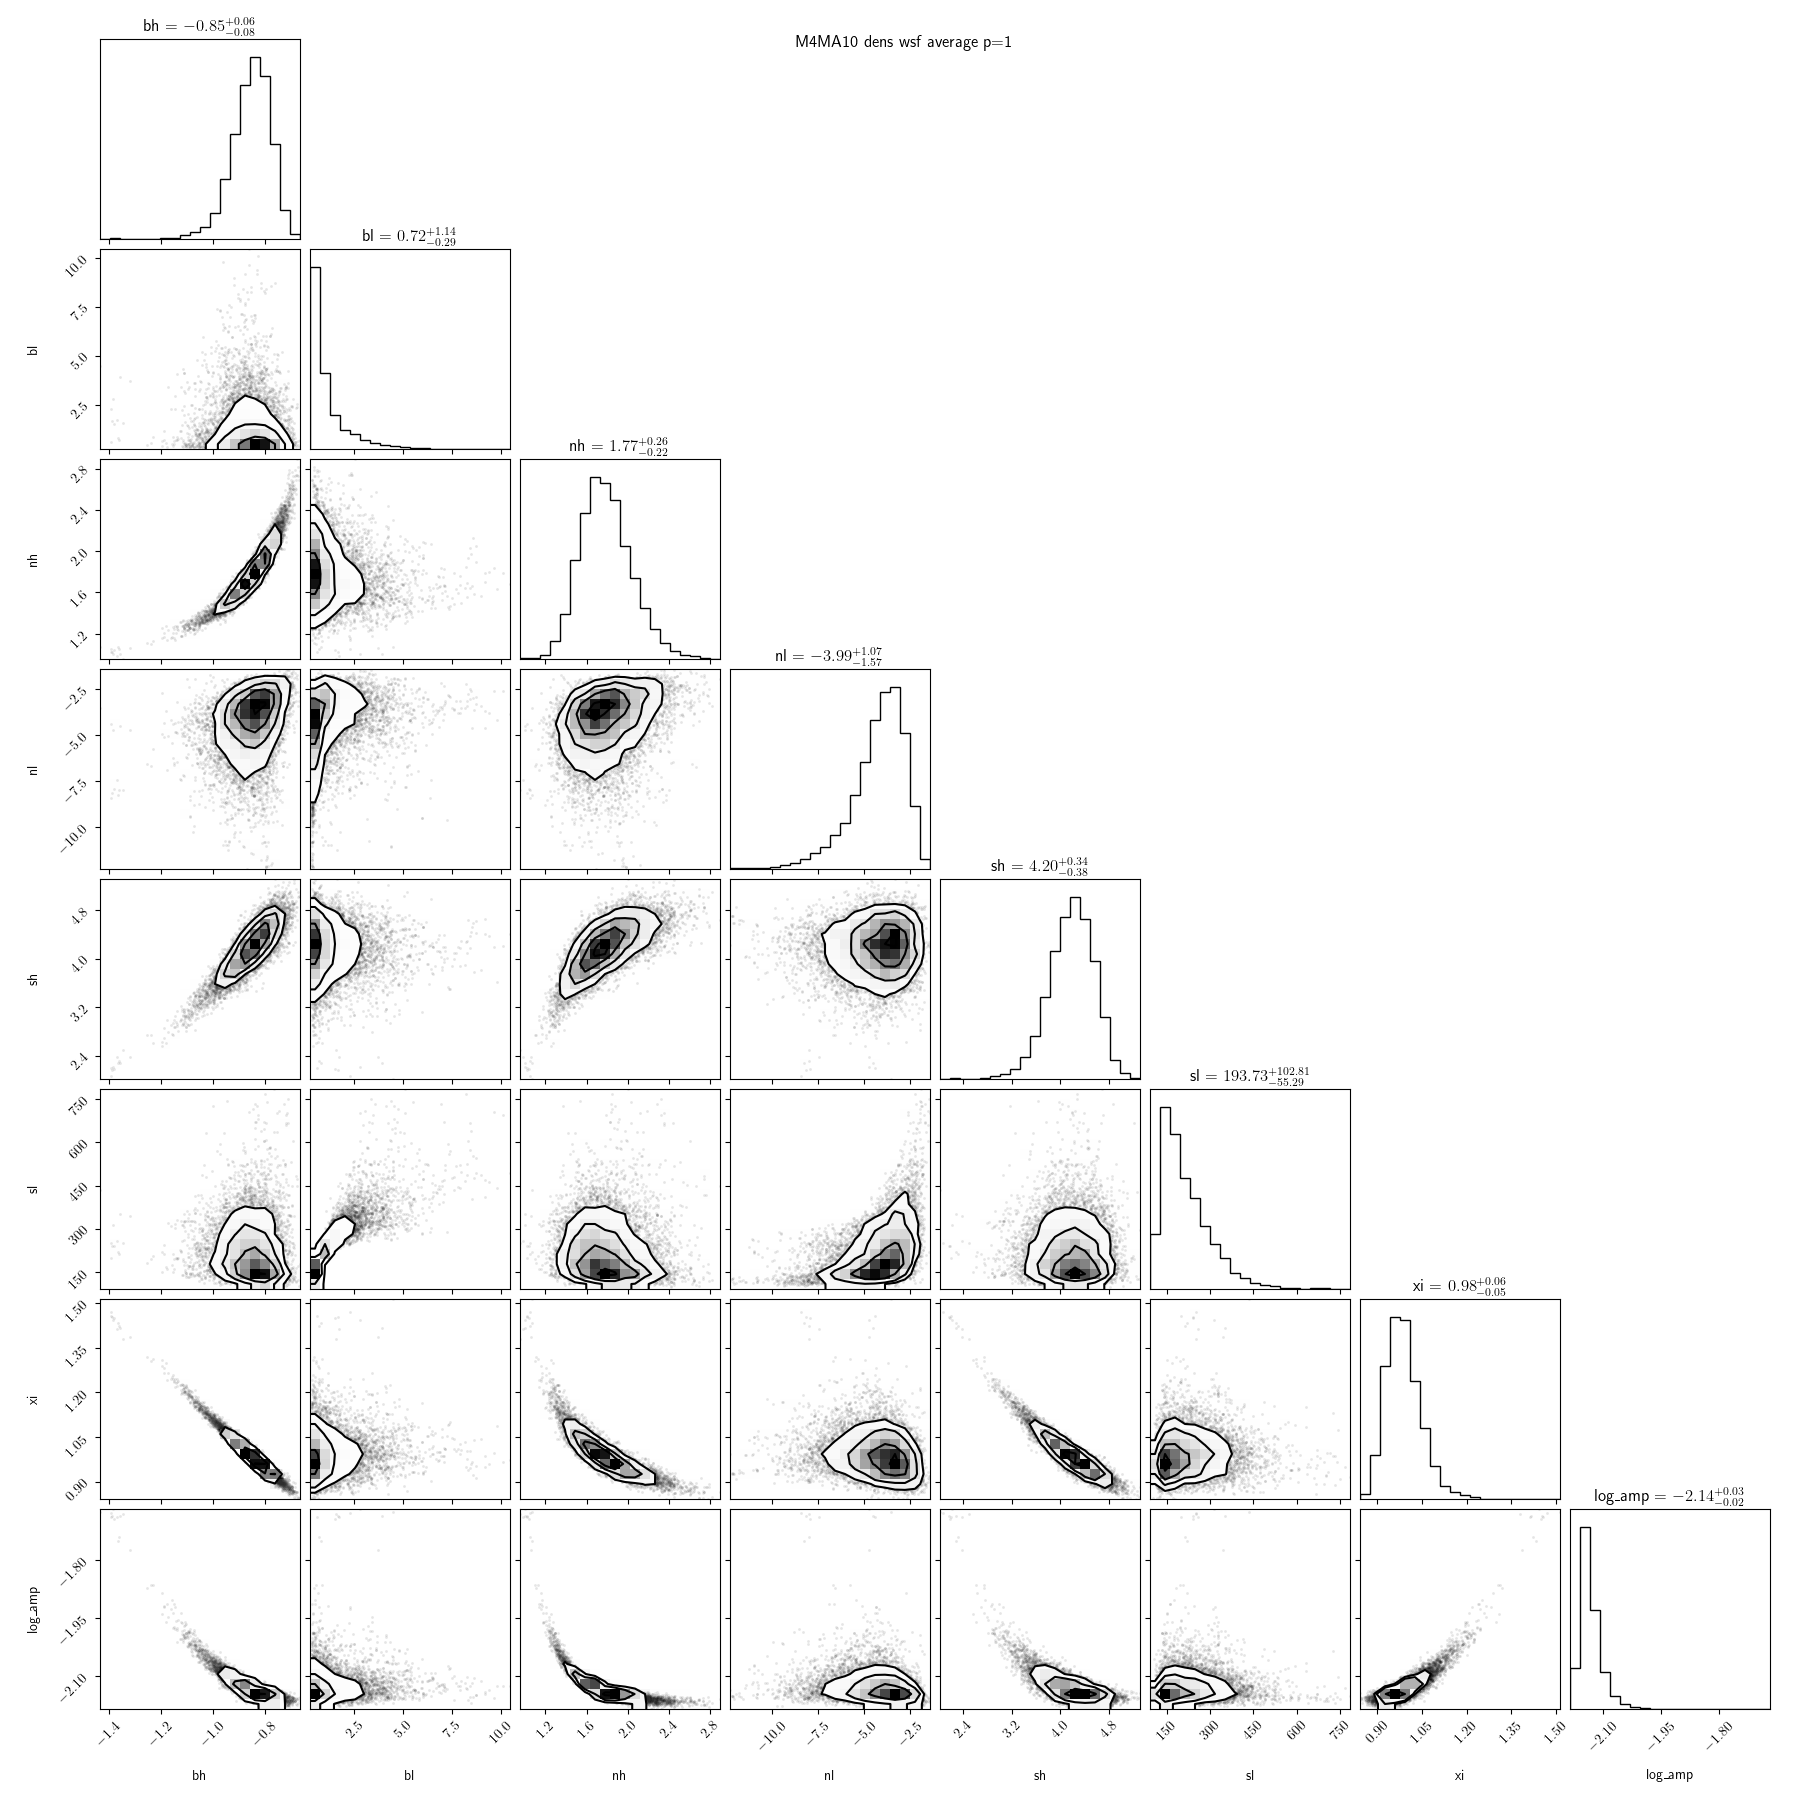 M4MA10 dens wsf average p=1
bh = −0.85^{+0.06}_{−0.08}
bl = 0.72^{+1.14}_{−0.29}
10.0
7.5
5.0
2.5
bl
nh = 1.77^{+0.26}_{−0.22}
2.8
2.4
2.0
1.6
1.2
nh
nl = −3.99^{+1.07}_{−1.57}
−2.5
−5.0
−7.5
−10.0
nl
sh = 4.20^{+0.34}_{−0.38}
4.8
4.0
3.2
2.4
sh
sl = 193.73^{+102.81}_{−55.29}
750
600
450
300
150
sl
xi = 0.98^{+0.06}_{−0.05}
1.50
1.35
1.20
1.05
0.90
xi
log_amp = −2.14^{+0.03}_{−0.02}
−1.80
−1.95
−2.10
log_amp
−1.4 −1.2 −1.0 −0.8 2.5 5.0 7.5 10.0 1.2 1.6 2.0 2.4 2.8 −10.0 −7.5 −5.0 −2.5 2.4 3.2 4.0 4.8 150 300 450 600 750 0.90 1.05 1.20 1.35 1.50 −2.10 −1.95 −1.80
bh bl nh nl sh sl xi log_amp